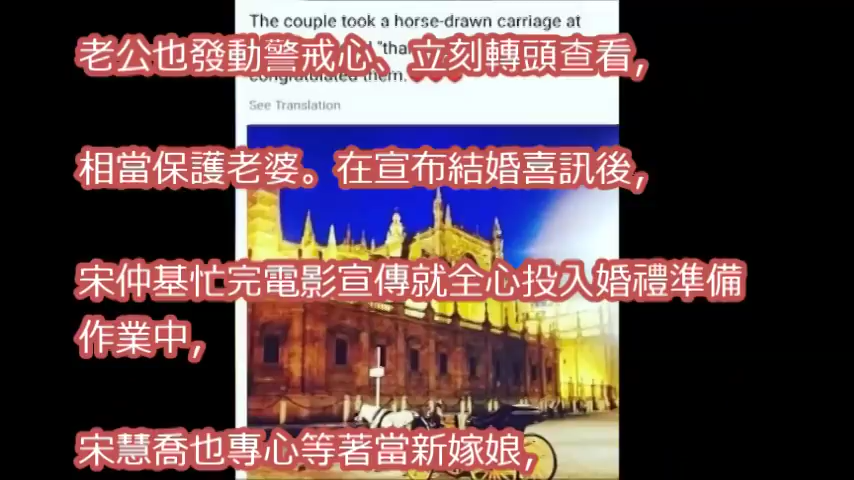 The couple took a horse-drawn carriage at
老公也發動警戒心、立刻轉頭查看，
congratulated them.
See Translation
相當保護老婆。在宣布結婚喜訊後，
宋仲基忙完電影宣傳就全心投入婚禮準備
作業中，
宋慧喬也專心等著當新嫁娘，